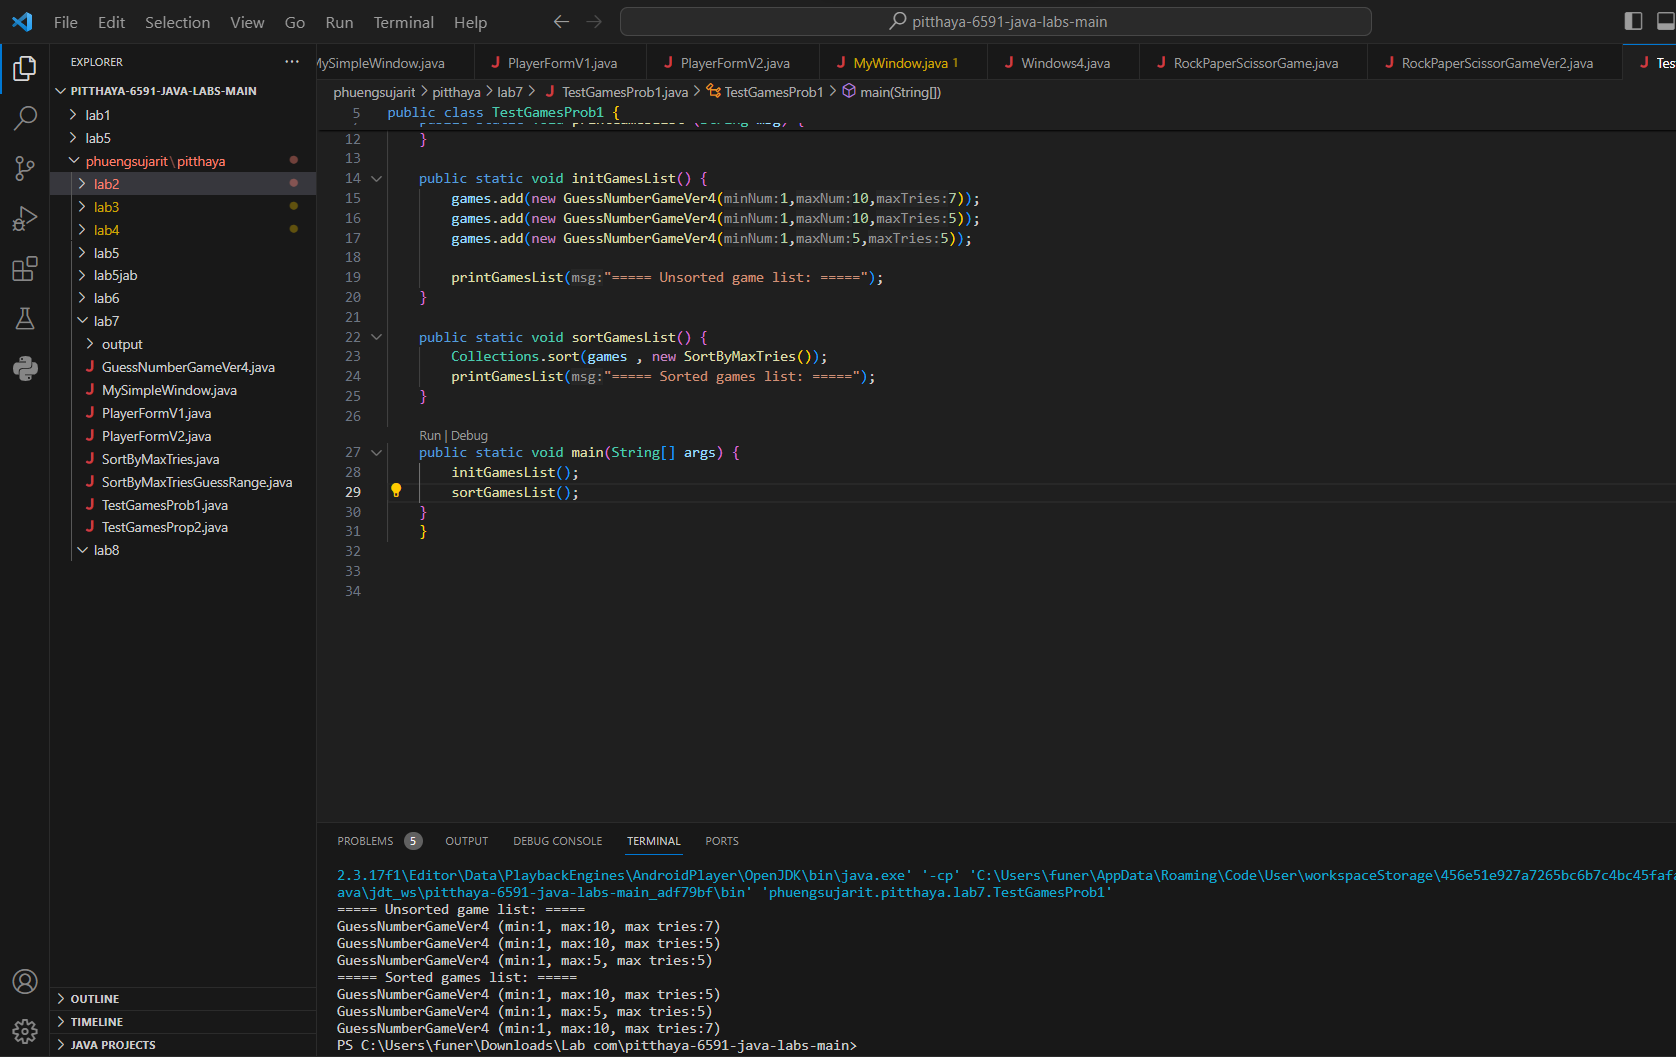 File Edit Selection View Go Run Terminal Help
pitthaya-6591-java-labs-main
EXPLORER
PITTHAYA-6591-JAVA-LABS-MAIN
lab1
lab5
phuengsujarit\pitthaya
lab2
lab3
lab4
lab5
lab5jab
lab6
lab7
output
GuessNumberGameVer4.java
MySimpleWindow.java
PlayerFormV1.java
PlayerFormV2.java
SortByMaxTries.java
SortByMaxTriesGuessRange.java
TestGamesProb1.java
TestGamesProp2.java
lab8
OUTLINE
TIMELINE
JAVA PROJECTS
MySimpleWindow.java PlayerFormV1.java PlayerFormV2.java MyWindow.java 1 Windows4.java RockPaperScissorGame.java RockPaperScissorGameVer2.java Tes
phuengsujarit > pitthaya > lab7 > TestGamesProb1.java > TestGamesProb1 > main(String[])
5 public class TestGamesProb1 {
12 }
13
14 public static void initGamesList() {
15 games.add(new GuessNumberGameVer4(minNum:1,maxNum:10,maxTries:7));
16 games.add(new GuessNumberGameVer4(minNum:1,maxNum:10,maxTries:5));
17 games.add(new GuessNumberGameVer4(minNum:1,maxNum:5,maxTries:5));
18
19 printGamesList(msg:"===== Unsorted game list: =====");
20 }
21
22 public static void sortGamesList() {
23 Collections.sort(games , new SortByMaxTries());
24 printGamesList(msg:"===== Sorted games list: =====");
25 }
26
Run | Debug
27 public static void main(String[] args) {
28 initGamesList();
29 sortGamesList();
30 }
31 }
32
33
34
PROBLEMS 5 OUTPUT DEBUG CONSOLE TERMINAL PORTS
2.3.17f1\Editor\Data\PlaybackEngines\AndroidPlayer\OpenJDK\bin\java.exe' '-cp' 'C:\Users\funer\AppData\Roaming\Code\User\workspaceStorage\456e51e927a7265bc6b7c4bc45fafa
ava\jdt_ws\pitthaya-6591-java-labs-main_adf79bf\bin' 'phuengsujarit.pitthaya.lab7.TestGamesProb1'
===== Unsorted game list: =====
GuessNumberGameVer4 (min:1, max:10, max tries:7)
GuessNumberGameVer4 (min:1, max:10, max tries:5)
GuessNumberGameVer4 (min:1, max:5, max tries:5)
===== Sorted games list: =====
GuessNumberGameVer4 (min:1, max:10, max tries:5)
GuessNumberGameVer4 (min:1, max:5, max tries:5)
GuessNumberGameVer4 (min:1, max:10, max tries:7)
PS C:\Users\funer\Downloads\Lab com\pitthaya-6591-java-labs-main>